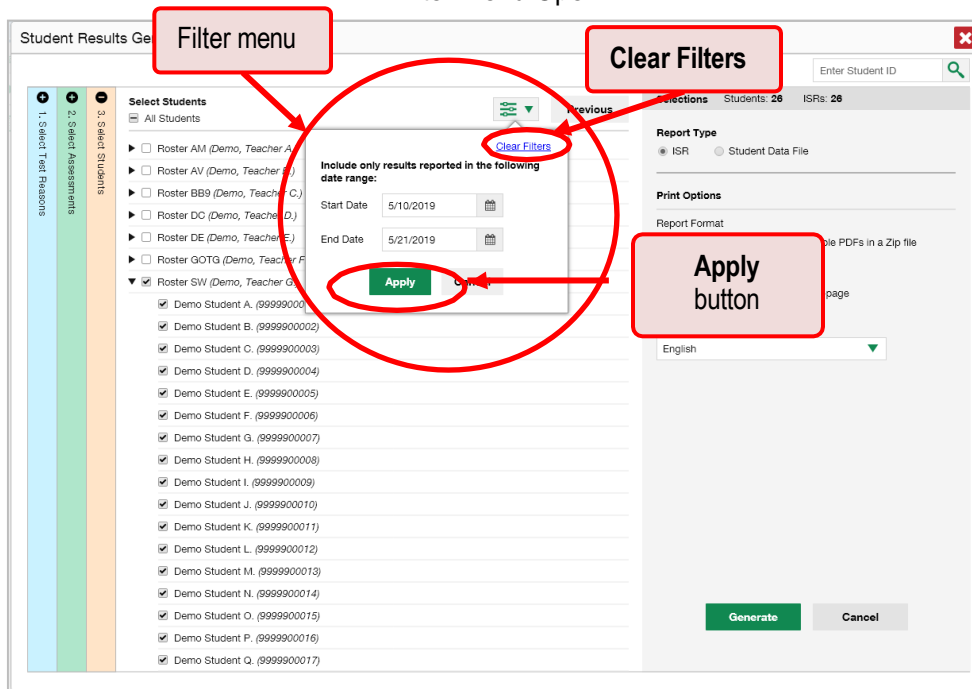 Student Results Ge
Filter menu
Clear Filters
Enter Student ID
1. Select Test Reasons
2. Select Assessments
3. Select Students
Select Students
All Students
Previous
Selections Students: 26 ISRs: 26
Clear Filters
Include only results reported in the following
date range:
Start Date 5/10/2019
End Date 5/21/2019
Apply
Roster AM (Demo, Teacher A
Roster AV (Demo, Teacher B.)
Roster BB9 (Demo, Teacher C.)
Roster DC (Demo, Teacher D.)
Roster DE (Demo, Teacher E.)
Roster GOTG (Demo, Teacher F
Roster SW (Demo, Teacher G.)
Demo Student A. (99999000
Demo Student B. (9999900002)
Demo Student C. (9999900003)
Demo Student D. (9999900004)
Demo Student E. (9999900005)
Demo Student F. (9999900006)
Demo Student G. (9999900007)
Demo Student H. (9999900008)
Demo Student I. (9999900009)
Demo Student J. (9999900010)
Demo Student K. (9999900011)
Demo Student L. (9999900012)
Demo Student M. (9999900013)
Demo Student N. (9999900014)
Demo Student O. (9999900015)
Demo Student P. (9999900016)
Demo Student Q. (9999900017)
Report Type
ISR Student Data File
Print Options
Report Format
PDFs in a Zip file
Apply
button
page
English
Generate Cancel